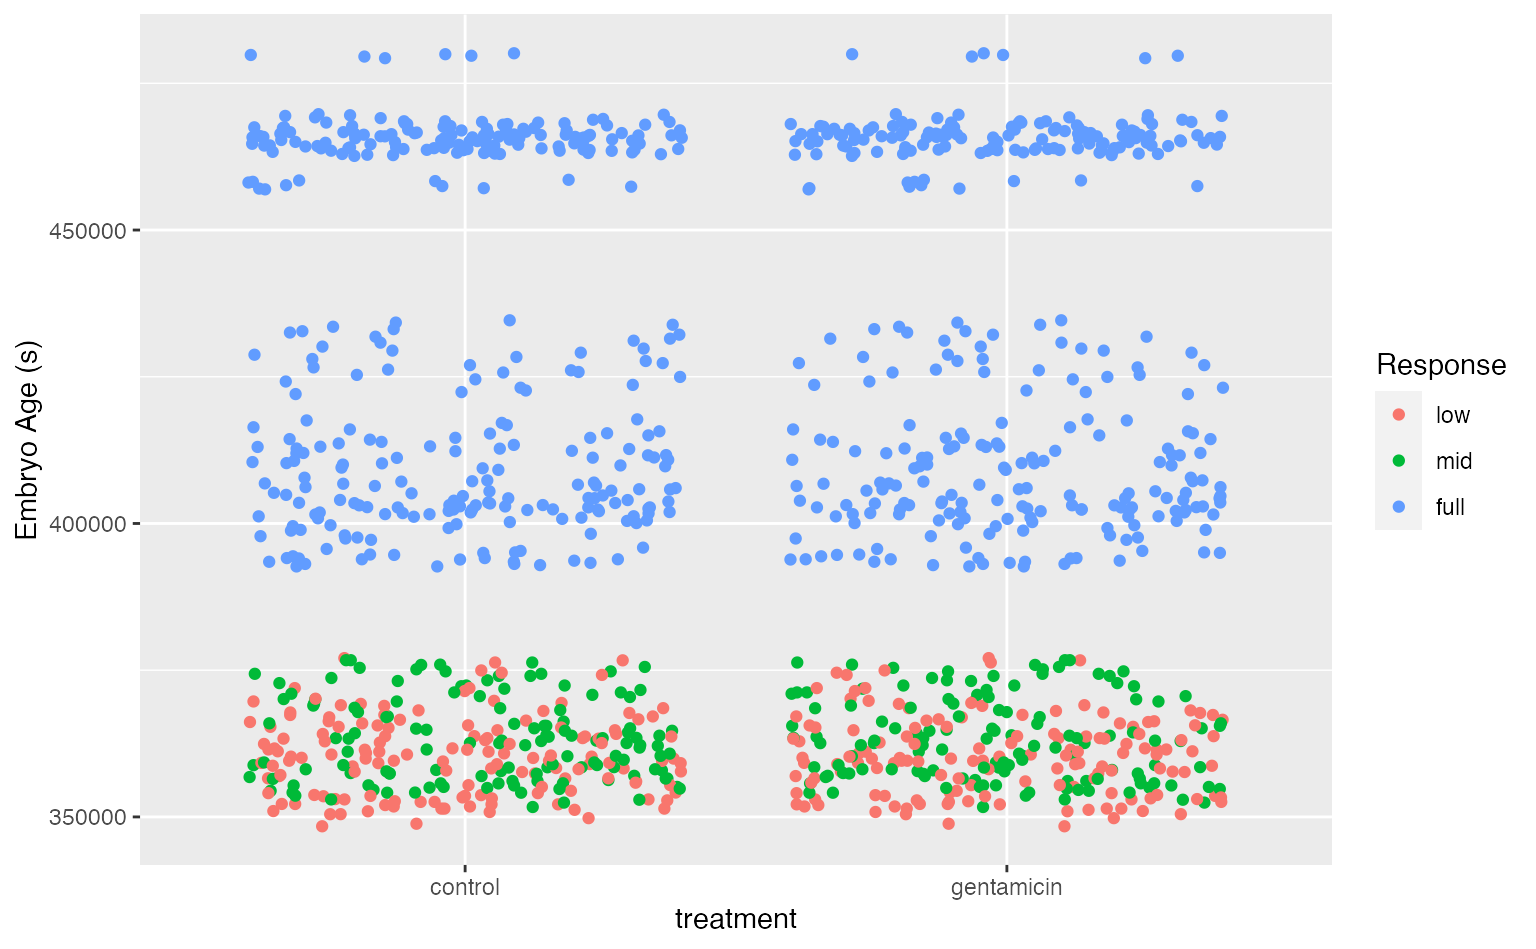 450000
400000
350000
Embryo Age (s)
control
gentamicin
treatment
Response
low
mid
full